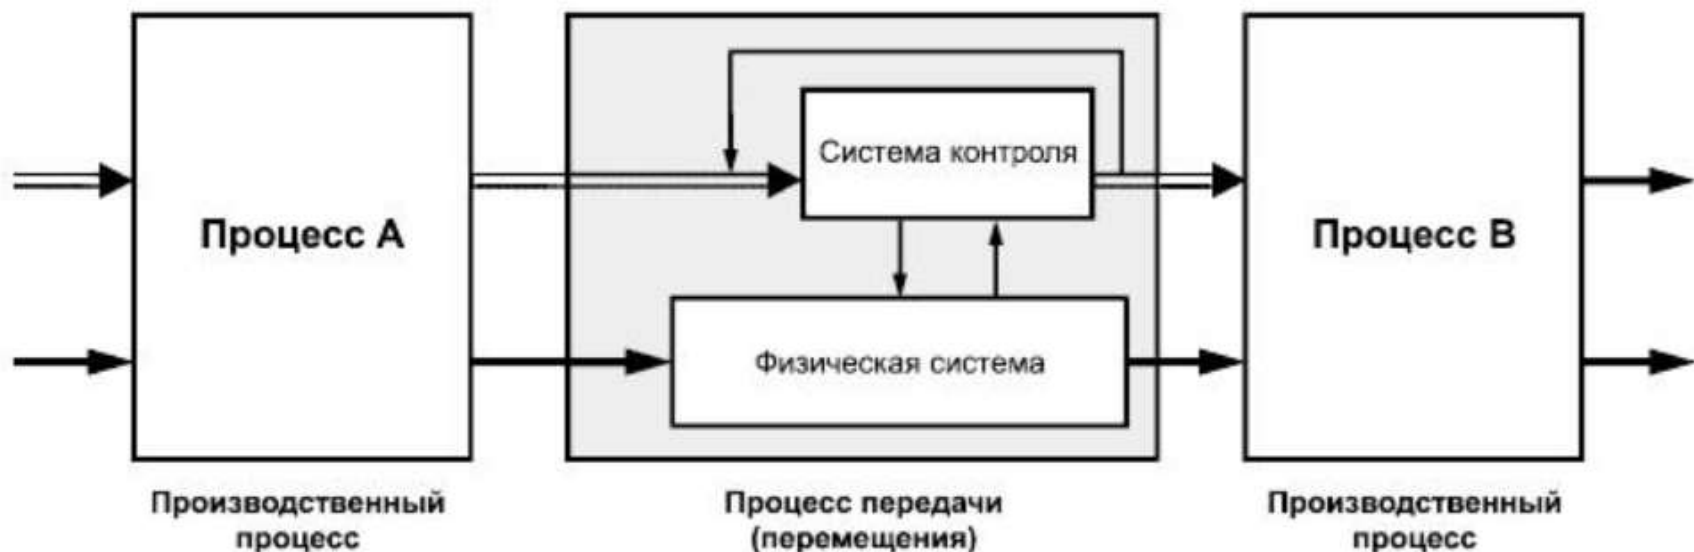 Процесс А
Система контроля
Физическая система
Процесс В
Производственный
процесс
Процесс передачи
(перемещения)
Производственный
процесс